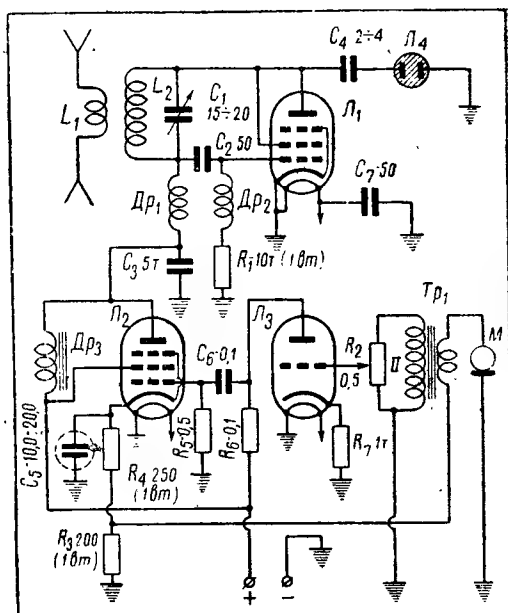 C₄ 2÷4 Л₄
L₁ L₂ C₁ 15÷20 Л₁
C₂ 50
C₇-50
Др₁ Др₂
C₃ 5т R₁-10т (1вт)
Л₂ Л₃ Тр₁
Др₃ C₆-0,1 R₂ 0,5 II М
C₅-10,0÷20,0
R₄ 250 (1вт)
R₅-0,5
R₆-0,1
R₇ 1т
R₃ 200 (1вт)
+ −